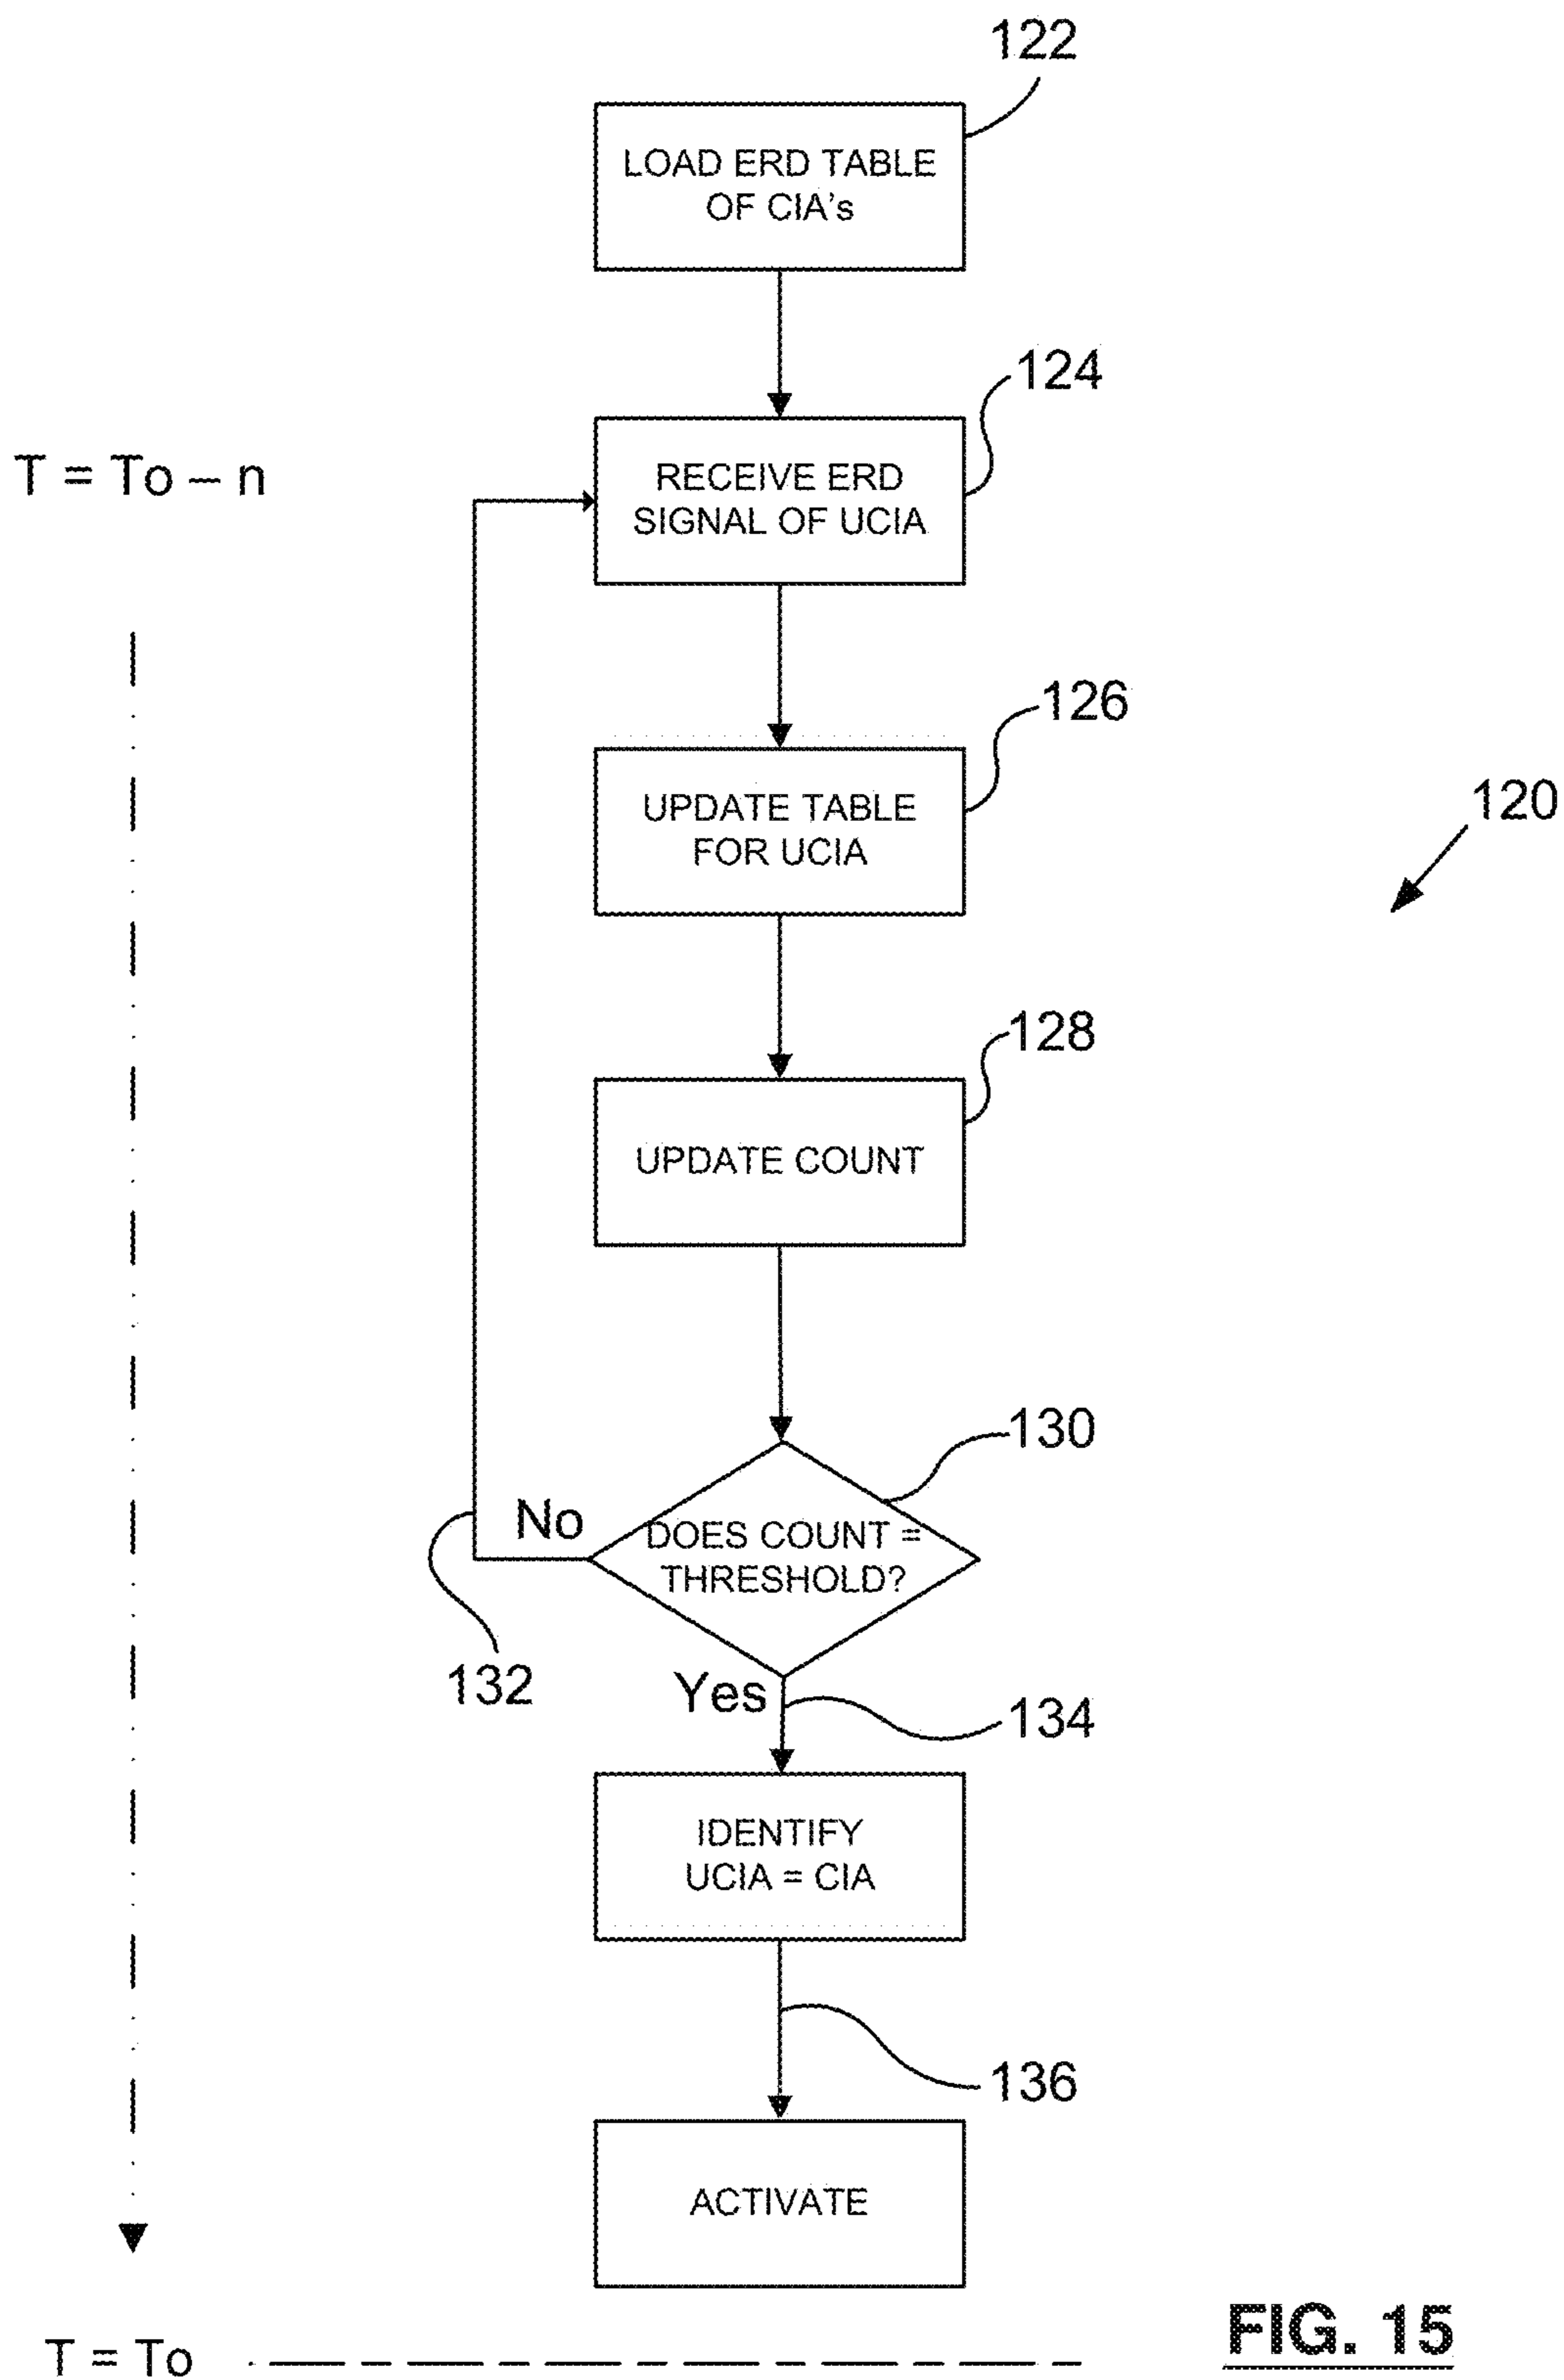 122
LOAD ERD TABLE
OF CIA's
124
T = To – n
RECEIVE ERD
SIGNAL OF UCIA
126
UPDATE TABLE
FOR UCIA
120
128
UPDATE COUNT
130
No
DOES COUNT =
THRESHOLD?
132
Yes
134
IDENTIFY
UCIA = CIA
136
ACTIVATE
FIG. 15
T = To